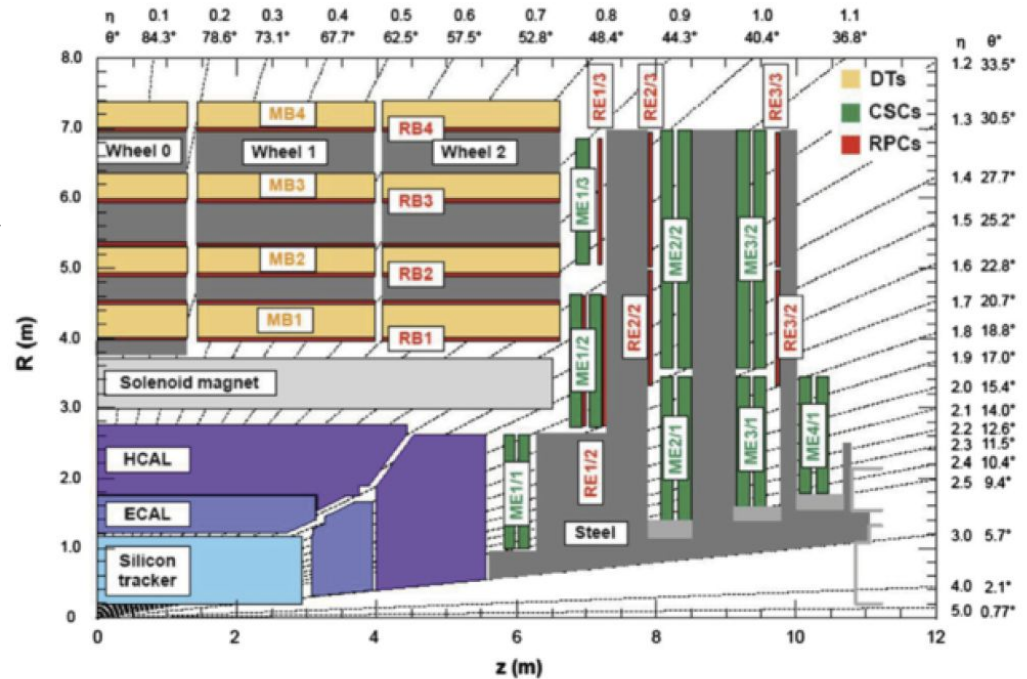 η 0.1 0.2 0.3 0.4 0.5 0.6 0.7 0.8 0.9 1.0 1.1
θ° 84.3° 78.6° 73.1° 67.7° 62.5° 57.5° 52.8° 48.4° 44.3° 40.4° 36.8°
η θ°
8.0
1.2 33.5°
RE1/3
RE2/3
RE3/3
DTs
CSCs
RPCs
MB4
7.0
RB4
1.3 30.5°
Wheel 0
Wheel 1
Wheel 2
MB3
6.0
RB3
ME1/3
1.4 27.7°
1.5 25.2°
MB2
5.0
RB2
ME2/2
ME3/2
1.6 22.8°
1.7 20.7°
MB1
4.0
RB1
ME1/2
RE2/2
RE3/2
1.8 18.8°
1.9 17.0°
R (m)
Solenoid magnet
3.0
2.0 15.4°
2.1 14.0°
2.2 12.6°
2.3 11.5°
2.4 10.4°
2.5 9.4°
HCAL
2.0
ME1/1
RE1/2
ME2/1
ME3/1
ME4/1
ECAL
1.0
Steel
3.0 5.7°
Silicon
tracker
4.0 2.1°
5.0 0.77°
0
0 2 4 6 8 10 12
z (m)